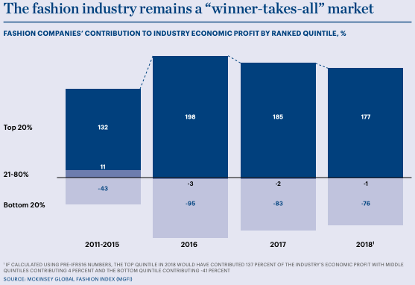 The fashion industry remains a “winner-takes-all” market
FASHION COMPANIES’ CONTRIBUTION TO INDUSTRY ECONOMIC PROFIT BY RANKED QUINTILE, %
Top 20%
132
198
185
177
21-80%
11
-3
-2
-1
Bottom 20%
-43
-95
-83
-76
2011-2015
2016
2017
2018¹
¹ IF CALCULATED USING PRE-IFRS16 NUMBERS, THE TOP QUINTILE IN 2018 WOULD HAVE CONTRIBUTED 137 PERCENT OF THE INDUSTRY’S ECONOMIC PROFIT WITH MIDDLE
QUINTILES CONTRIBUTING 4 PERCENT AND THE BOTTOM QUINTILE CONTRIBUTING -41 PERCENT
SOURCE: MCKINSEY GLOBAL FASHION INDEX (MGFI)